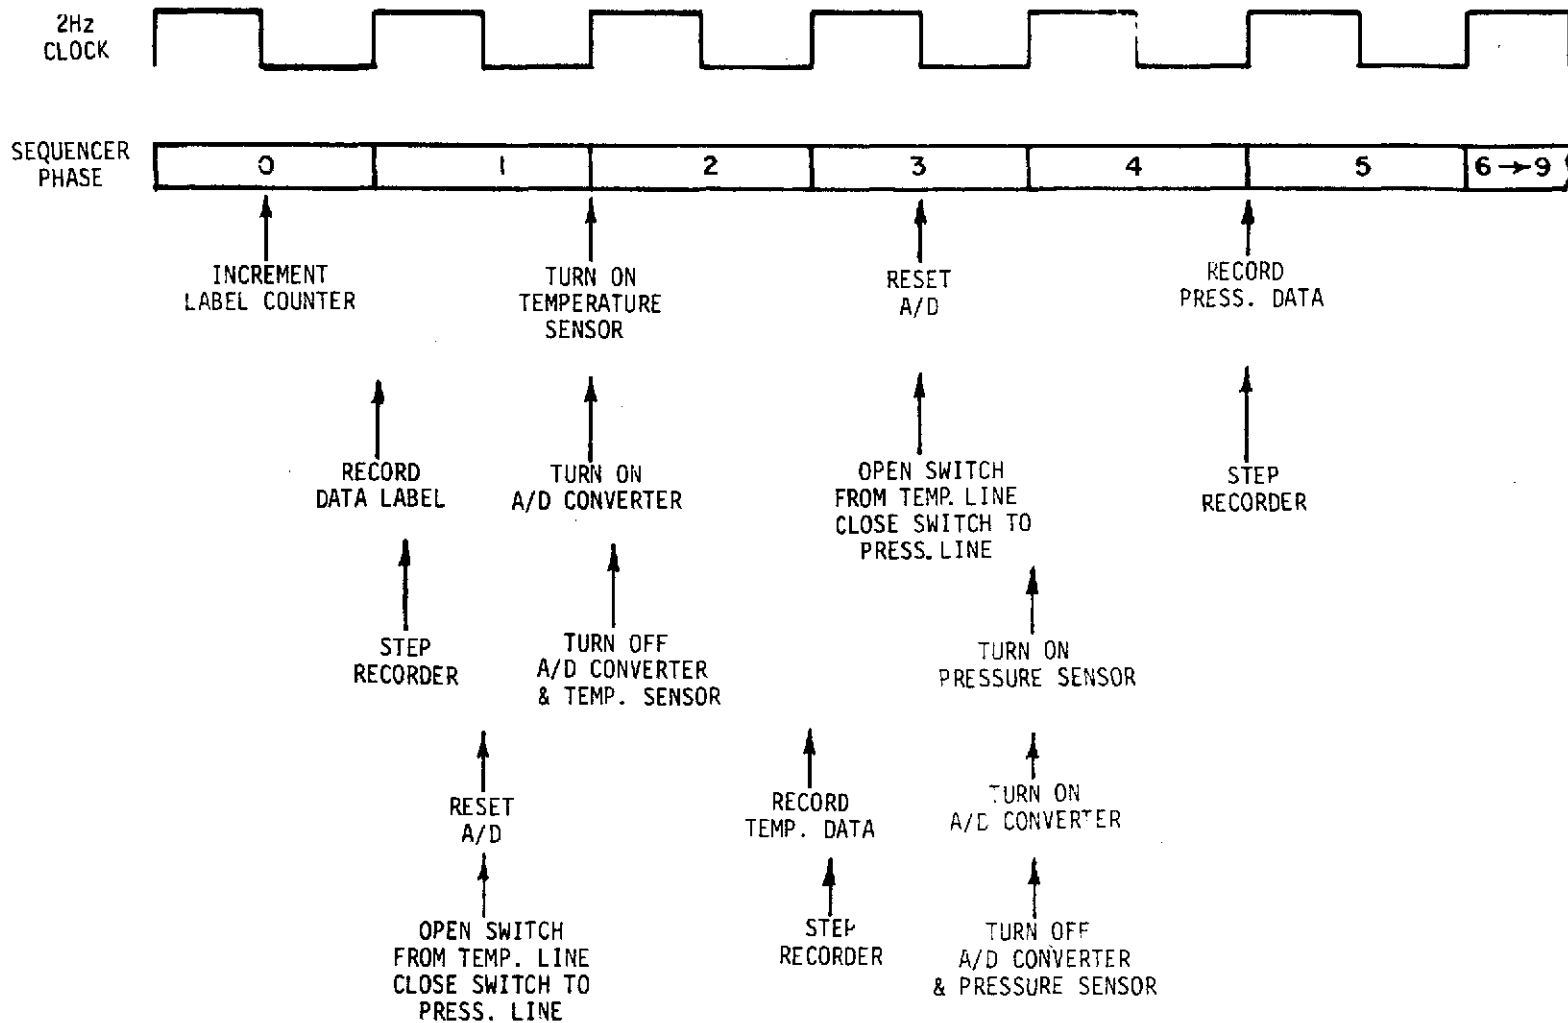 2Hz
CLOCK
SEQUENCER
PHASE
0
1
2
3
4
5
6→9
INCREMENT
LABEL COUNTER
TURN ON
TEMPERATURE
SENSOR
RESET
A/D
RECORD
PRESS. DATA
RECORD
DATA LABEL
TURN ON
A/D CONVERTER
OPEN SWITCH
FROM TEMP. LINE
CLOSE SWITCH TO
PRESS. LINE
STEP
RECORDER
STEP
RECORDER
TURN OFF
A/D CONVERTER
& TEMP. SENSOR
TURN ON
PRESSURE SENSOR
RESET
A/D
RECORD
TEMP. DATA
TURN ON
A/D CONVERTER
OPEN SWITCH
FROM TEMP. LINE
CLOSE SWITCH TO
PRESS. LINE
STEP
RECORDER
TURN OFF
A/D CONVERTER
& PRESSURE SENSOR